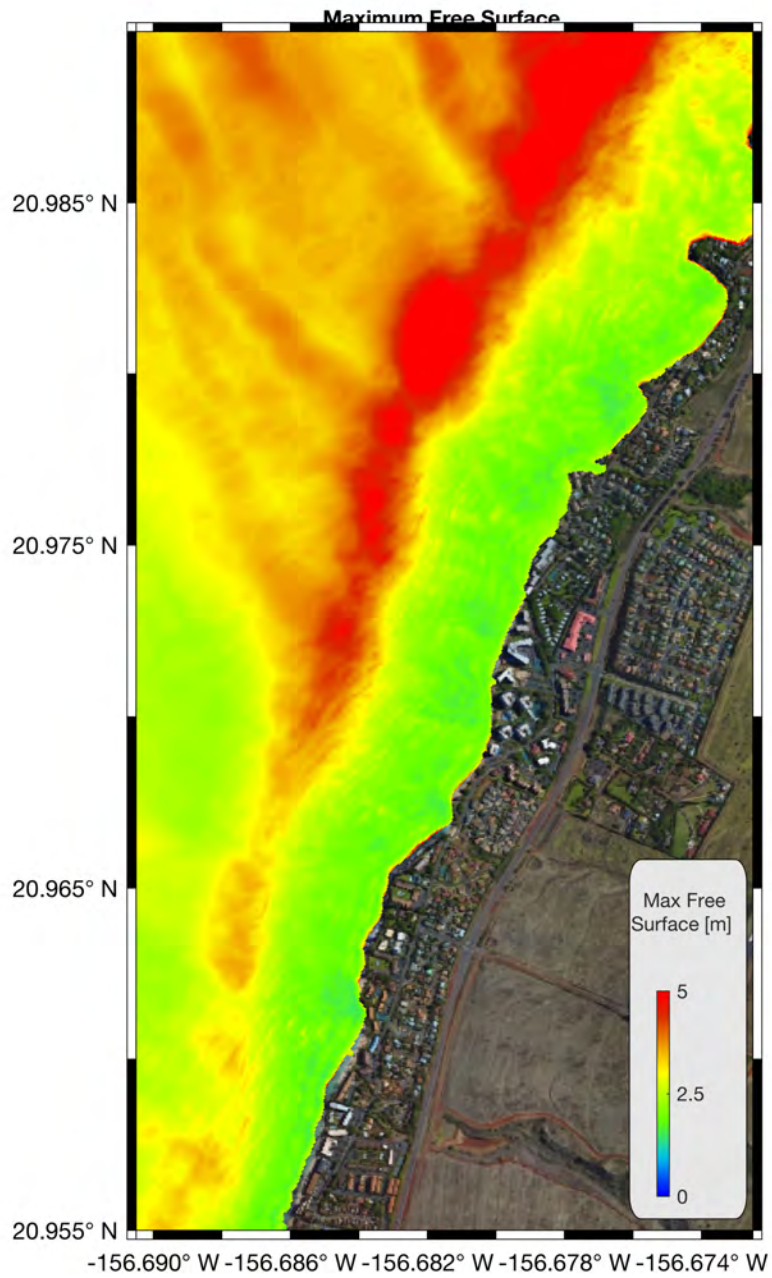 Maximum Free Surface
20.985° N
20.975° N
20.965° N
20.955° N
Max Free
Surface [m]
5
2.5
0
-156.690° W -156.686° W -156.682° W -156.678° W -156.674° W